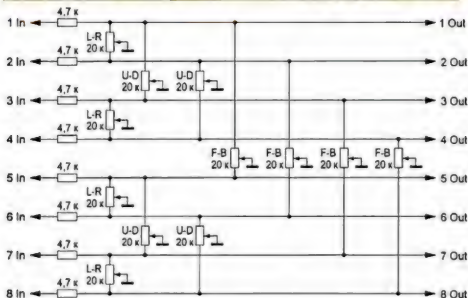 4,7 к
1 In 1 Out
L-R
20 к
4,7 к
2 In 2 Out
U-D U-D
20 к 20 к
4,7 к
3 In 3 Out
L-R
20 к
4,7 к
4 In 4 Out
F-B F-B F-B F-B
20 к 20 к 20 к 20 к
4,7 к
5 In 5 Out
L-R
20 к
4,7 к
6 In 6 Out
U-D U-D
20 к 20 к
4,7 к
7 In 7 Out
L-R
20 к
4,7 к
8 In 8 Out